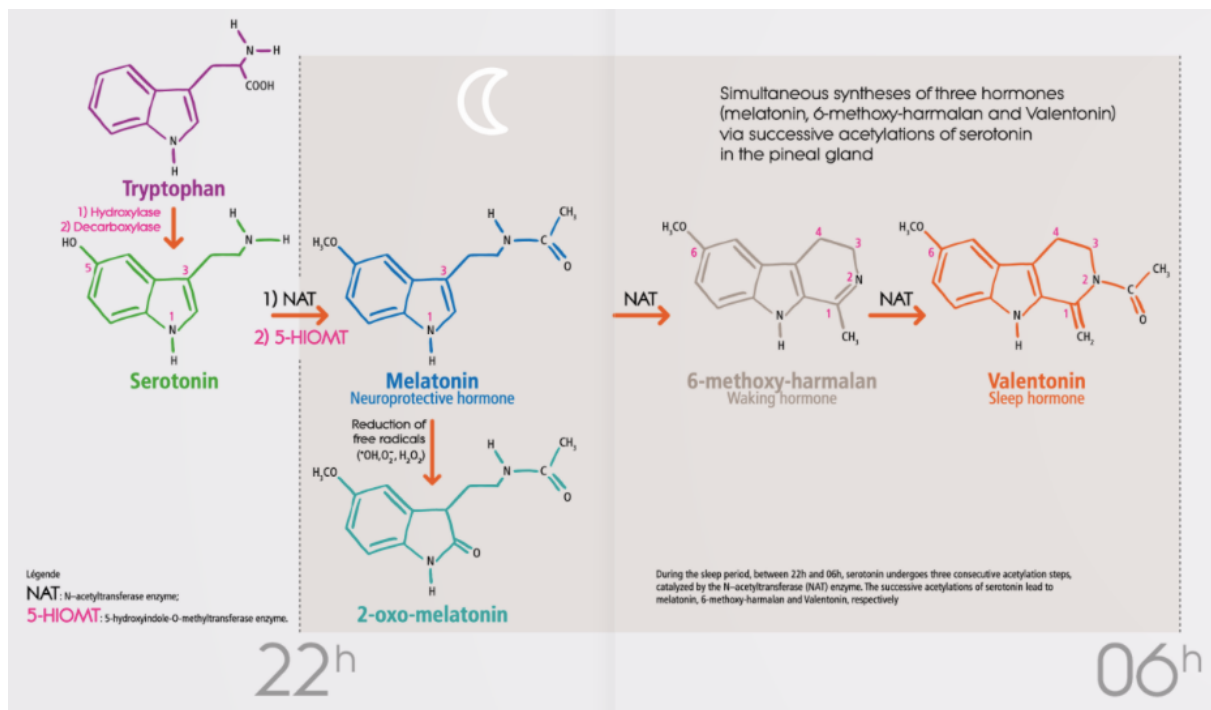 H
N
H
COOH
N
H
Tryptophan
1) Hydroxylase
2) Decarboxylase
HO
5
3
H
N
H
1
N
H
Serotonin
1) NAT
2) 5-HIOMT
Simultaneous syntheses of three hormones
(melatonin, 6-methoxy-harmalan and Valentonin)
via successive acetylations of serotonin
in the pineal gland
H₃CO
3
H
N
C
CH₃
O
1
N
H
Melatonin
Neuroprotective hormone
Reduction of
free radicals
(°OH,O₂⁻, H₂O₂)
H₃CO
H
N
C
CH₃
O
O
N
H
2-oxo-melatonin
NAT
H₃CO
6
4
3
2
N
1
CH₃
N
H
6-methoxy-harmalan
Waking hormone
NAT
H₃CO
6
4
3
2
N
C
CH₃
O
1
CH₂
N
H
Valentonin
Sleep hormone
Légende
NAT: N–acetyltransferase enzyme;
5-HIOMT: 5-hydroxyindole-O-methyltransferase enzyme.
During the sleep period, between 22h and 06h, serotonin undergoes three consecutive acetylation steps,
catalyzed by the N–acetyltransferase (NAT) enzyme. The successive acetylations of serotonin lead to
melatonin, 6-methoxy-harmalan and Valentonin, respectively
22h
06h